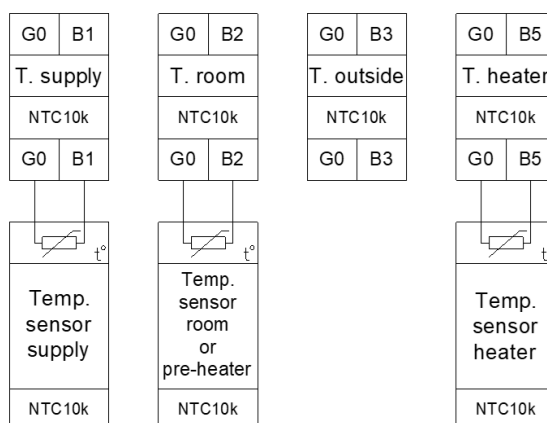 G0 B1
T. supply
NTC10k
G0 B1
t°
Temp.
sensor
supply
NTC10k
G0 B2
T. room
NTC10k
G0 B2
t°
Temp.
sensor
room
or
pre-heater
NTC10k
G0 B3
T. outside
NTC10k
G0 B3
G0 B5
T. heater
NTC10k
G0 B5
t
Temp.
sensor
heater
NTC10k